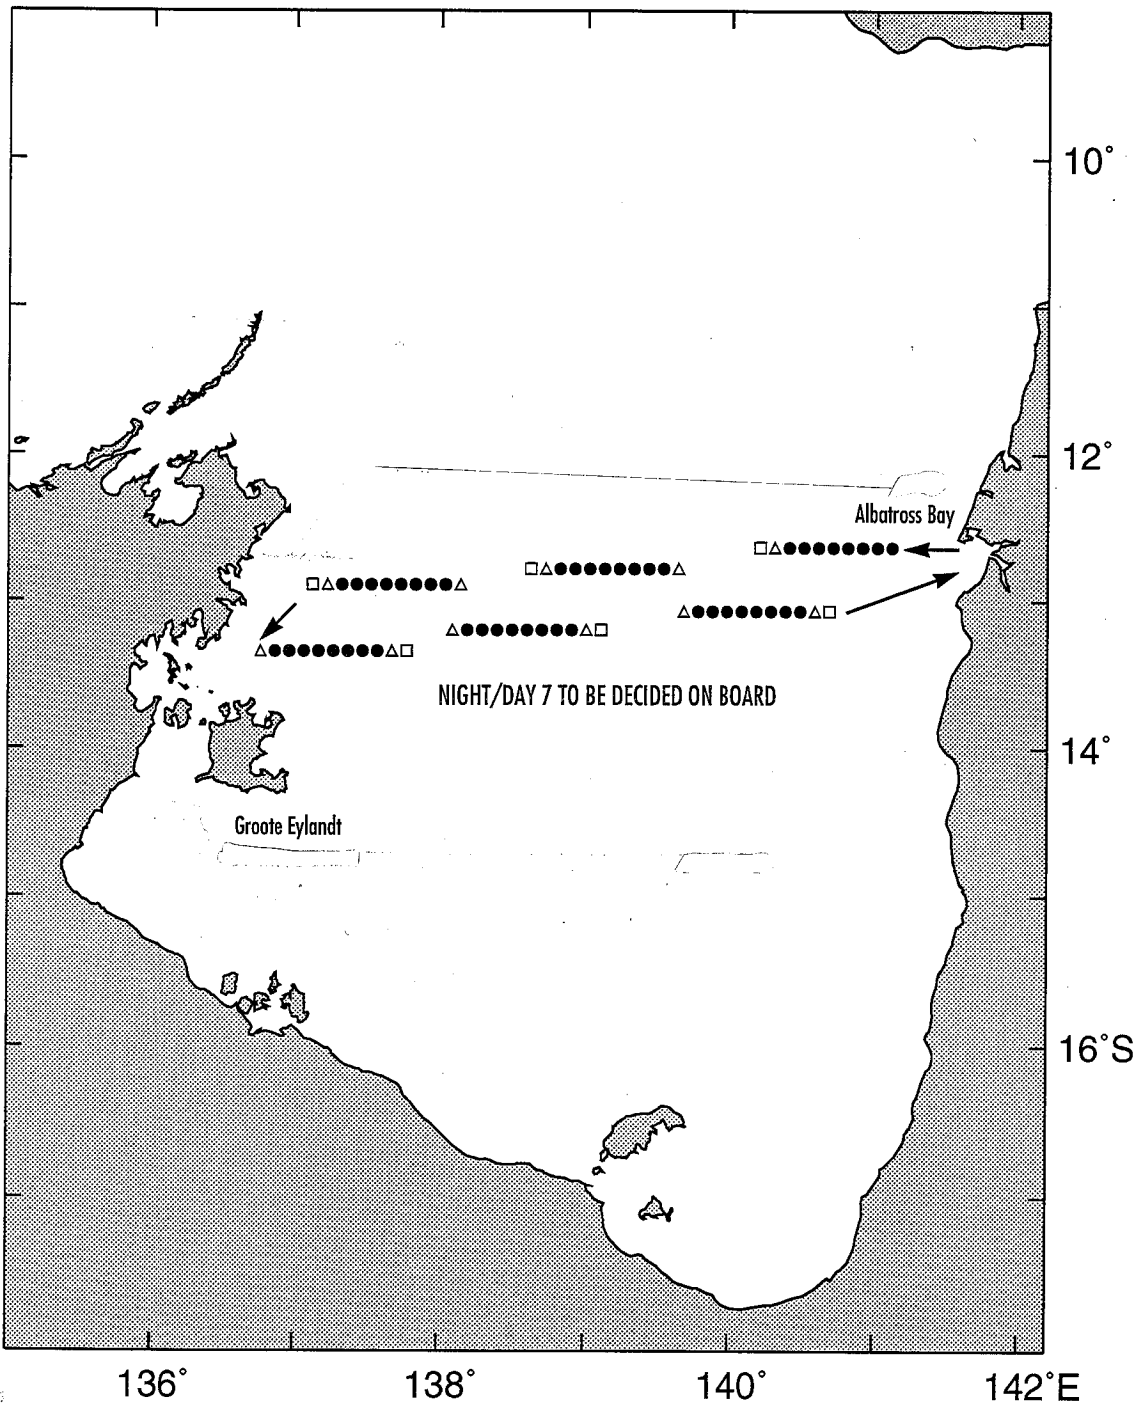 10°
12°
Albatross Bay
NIGHT/DAY 7 TO BE DECIDED ON BOARD
14°
Groote Eylandt
16°S
136°
138°
140°
142°E